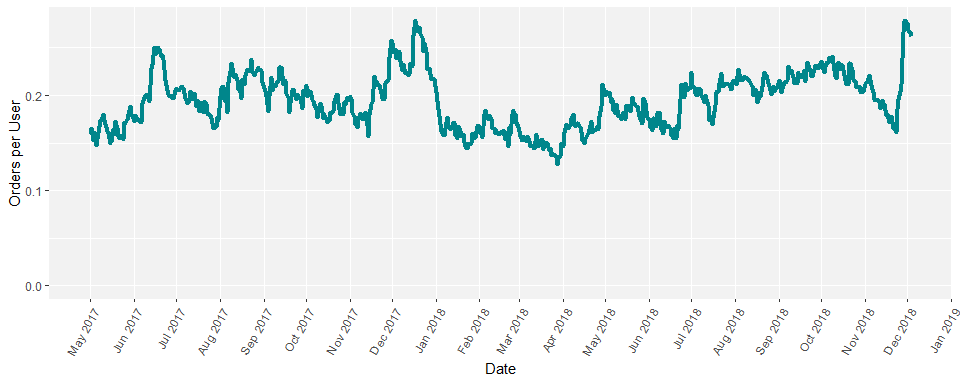 Orders per User
0.2
0.1
0.0
May 2017
Jun 2017
Jul 2017
Aug 2017
Sep 2017
Oct 2017
Nov 2017
Dec 2017
Jan 2018
Feb 2018
Mar 2018
Apr 2018
May 2018
Jun 2018
Jul 2018
Aug 2018
Sep 2018
Oct 2018
Nov 2018
Dec 2018
Jan 2019
Date